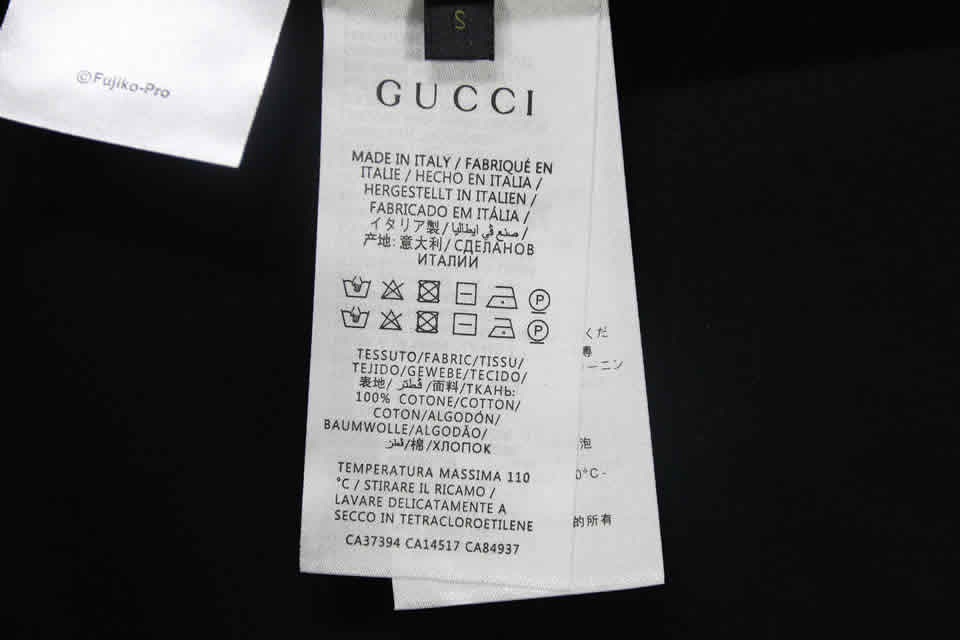 ©Fujiko-Pro
S
GUCCI
MADE IN ITALY / FABRIQUÉ EN
ITALIE / HECHO EN ITALIA /
HERGESTELLT IN ITALIEN /
FABRICADO EM ITÁLIA /
イタリア製 / صنع في ايطاليا /
产地: 意大利 / СДЕЛАНОВ
ИТАЛИИ
P
P
TESSUTO/FABRIC/TISSU/
TEJIDO/GEWEBE/TECIDO/
表地/ /面料/ТКАНЬ:
100% COTONE/COTTON/
COTON/ALGODÓN/
BAUMWOLLE/ALGODÃO/
/棉/ХЛОПОК
TEMPERATURA MASSIMA 110
°C / STIRARE IL RICAMO /
LAVARE DELICATAMENTE A
SECCO IN TETRACLOROETILENE
CA37394 CA14517 CA84937
くだ
ーニン
泡
0°C -
的所有